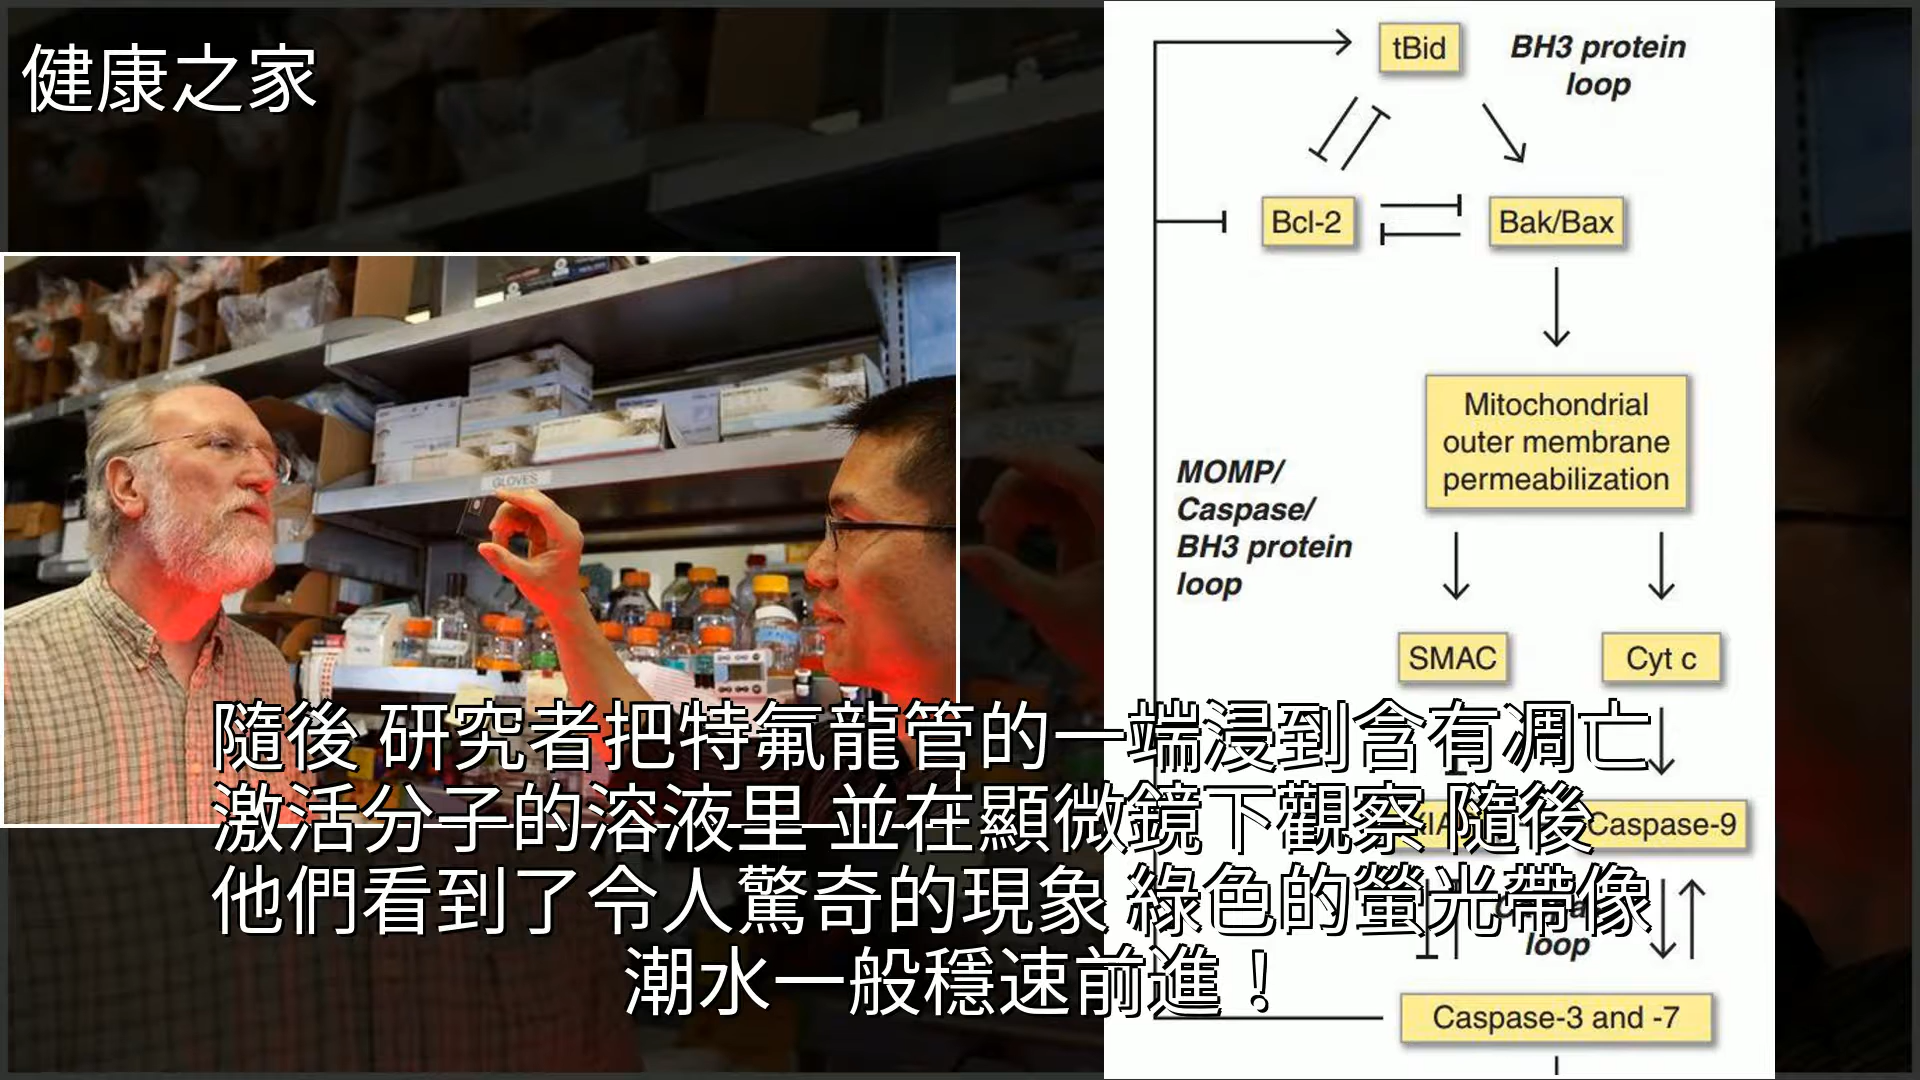 健康之家
tBid
BH3 protein
loop
Bcl-2
Bak/Bax
Mitochondrial
outer membrane
permeabilization
MOMP/
Caspase/
BH3 protein
loop
GLOVES
SMAC
Cyt c
Caspase-9
loop
Caspase-3 and -7
隨後 研究者把特氟龍管的一端浸到含有凋亡
激活分子的溶液里 並在顯微鏡下觀察 隨後
他們看到了令人驚奇的現象 綠色的螢光帶像
潮水一般穩速前進！